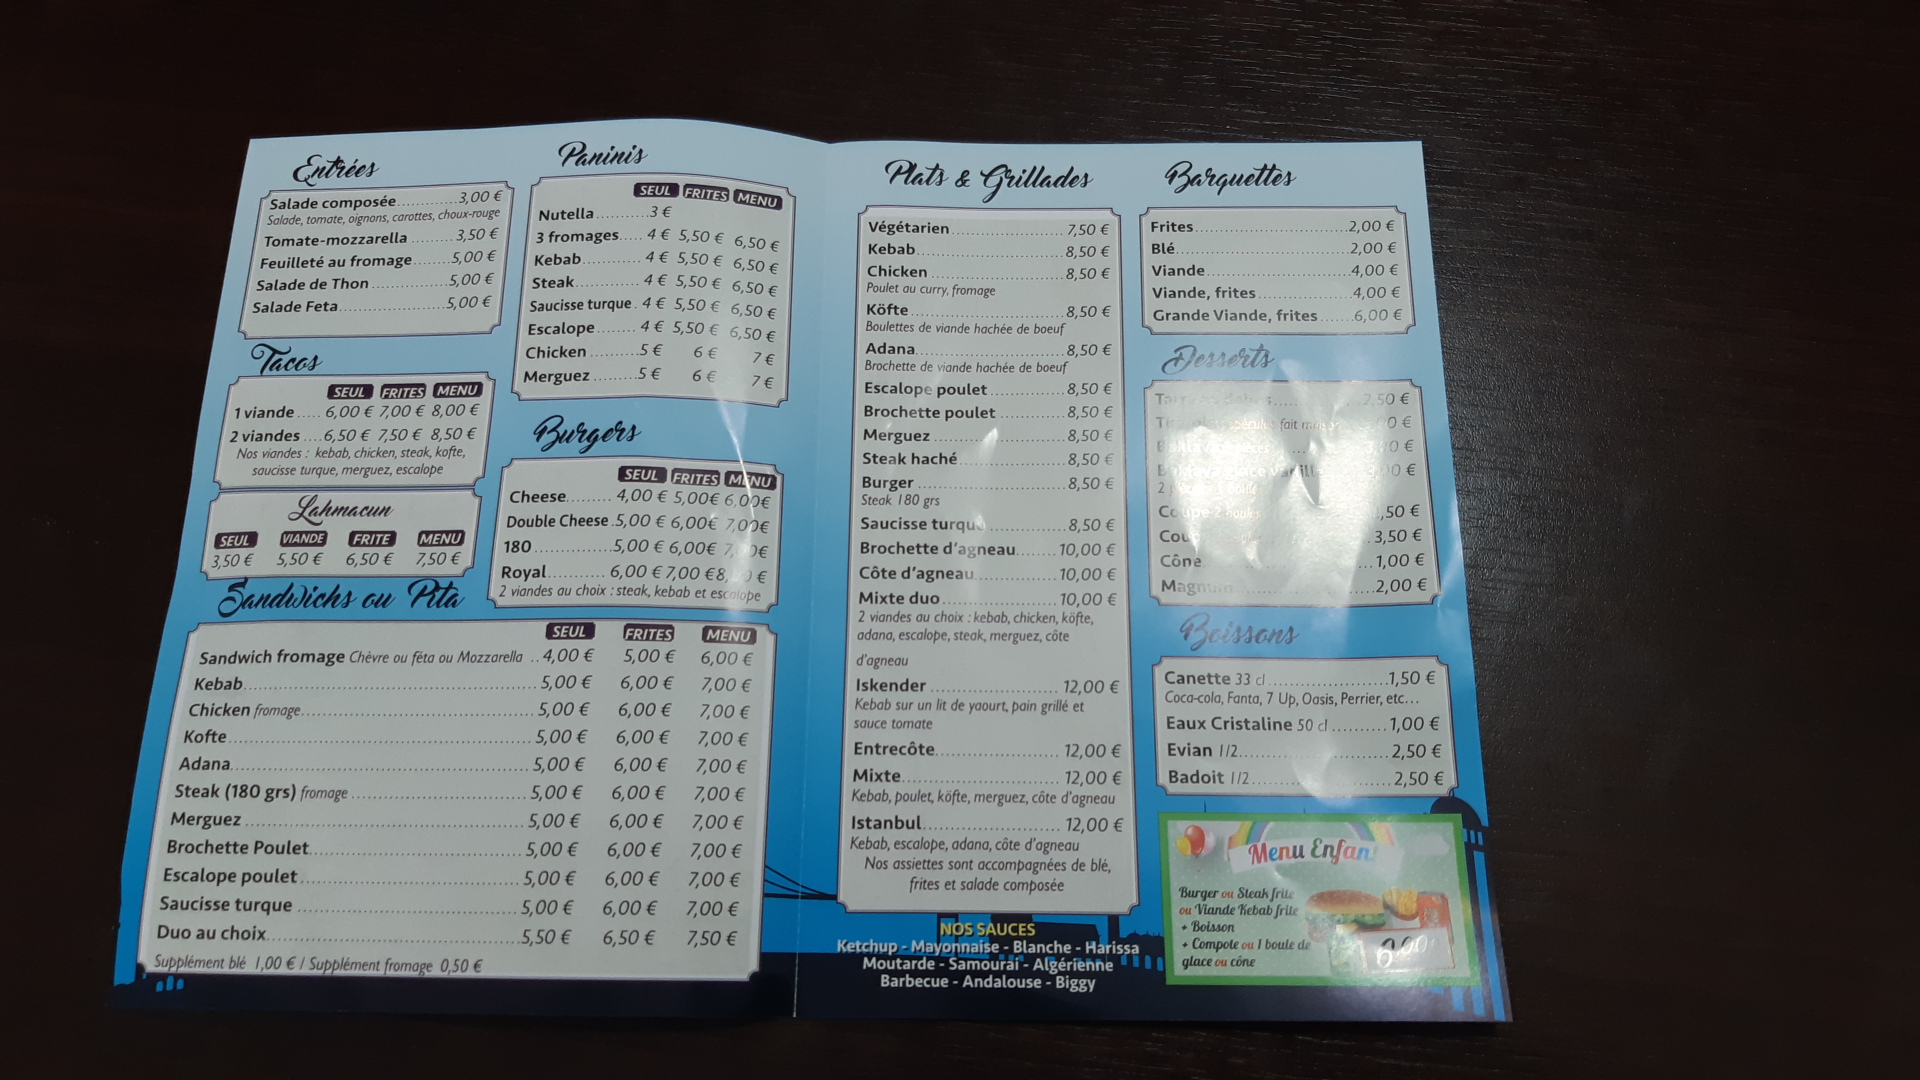 Entrées
Salade composée............3,00 €
Salade, tomate, oignons, carottes, choux-rouge
Tomate-mozzarella ........3,50 €
Feuilleté au fromage.......5,00 €
Salade de Thon .............5,00 €
Salade Feta..................5,00 €
Tacos
SEUL FRITES MENU
1 viande ..... 6,00 € 7,00 € 8,00 €
2 viandes ....6,50 € 7,50 € 8,50 €
Nos viandes : kebab, chicken, steak, kofte,
saucisse turque, merguez, escalope
Lahmacun
SEUL VIANDE FRITE MENU
3,50 € 5,50 € 6,50 € 7,50 €
Paninis
SEUL FRITES MENU
Nutella ..........3 €
3 fromages..... 4 € 5,50 € 6,50 €
Kebab........... 4 € 5,50 € 6,50 €
Steak............ 4 € 5,50 € 6,50 €
Saucisse turque . 4 € 5,50 € 6,50 €
Escalope........ 4 € 5,50 € 6,50 €
Chicken .........5 € 6 € 7 €
Merguez ........5 € 6 € 7 €
Burgers
SEUL FRITES MENU
Cheese......... 4,00 € 5,00€ 6,00€
Double Cheese .5,00 € 6,00€ 7,00€
180 ...............5,00 € 6,00€
Royal............ 6,00 € 7,00 €
2 viandes au choix : steak, kebab et escalope
Sandwichs ou Pita
SEUL FRITES MENU
Sandwich fromage Chèvre ou féta ou Mozzarella .. 4,00 € 5,00 € 6,00 €
Kebab.......... 5,00 € 6,00 € 7,00 €
Chicken fromage.......... 5,00 € 6,00 € 7,00 €
Kofte.......... 5,00 € 6,00 € 7,00 €
Adana.......... 5,00 € 6,00 € 7,00 €
Steak (180 grs) fromage .......... 5,00 € 6,00 € 7,00 €
Merguez .......... 5,00 € 6,00 € 7,00 €
Brochette Poulet.......... 5,00 € 6,00 € 7,00 €
Escalope poulet .......... 5,00 € 6,00 € 7,00 €
Saucisse turque .......... 5,00 € 6,00 € 7,00 €
Duo au choix.......... 5,50 € 6,50 € 7,50 €
Supplément blé 1,00 € / Supplément fromage 0,50 €
Plats & Grillades
Végétarien.......... 7,50 €
Kebab.......... 8,50 €
Chicken .......... 8,50 €
Poulet au curry, fromage
Köfte .......... 8,50 €
Boulettes de viande hachée de boeuf
Adana.......... 8,50 €
Brochette de viande hachée de boeuf
Escalope poulet.......... 8,50 €
Brochette poulet .......... 8,50 €
Merguez .......... 8,50 €
Steak haché.......... 8,50 €
Burger .......... 8,50 €
Steak 180 grs
Saucisse turque .......... 8,50 €
Brochette d'agneau....... 10,00 €
Côte d'agneau.......... 10,00 €
Mixte duo.......... 10,00 €
2 viandes au choix : kebab, chicken, köfte,
adana, escalope, steak, merguez, côte
d'agneau
Iskender .......... 12,00 €
Kebab sur un lit de yaourt, pain grillé et
sauce tomate
Entrecôte.......... 12,00 €
Mixte.......... 12,00 €
Kebab, poulet, köfte, merguez, côte d'agneau
Istanbul.......... 12,00 €
Kebab, escalope, adana, côte d'agneau
Nos assiettes sont accompagnées de blé,
frites et salade composée
NOS SAUCES
Ketchup - Mayonnaise - Blanche - Harissa
Moutarde - Samouraï - Algérienne
Barbecue - Andalouse - Biggy
Barquettes
Frites.......... 2,00 €
Blé.......... 2,00 €
Viande.......... 4,00 €
Viande, frites.......... 4,00 €
Grande Viande, frites ......6,00 €
Desserts
2,50 €
fait maison
Coupe 2 boules
3,50 €
Cône .......... 1,00 €
Magnum.......... 2,00 €
Boissons
Canette 33 cl.......... 1,50 €
Coca-cola, Fanta, 7 Up, Oasis, Perrier, etc...
Eaux Cristaline 50 cl .......... 1,00 €
Evian 1/2.......... 2,50 €
Badoit 1/2.......... 2,50 €
Menu Enfant
Burger ou Steak frite
ou Viande Kebab frite
+ Boisson
+ Compote ou 1 boule de
glace ou cône